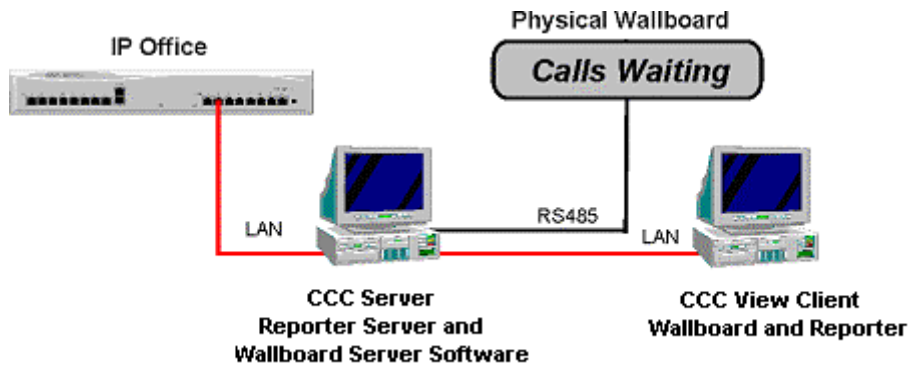 Physical Wallboard
IP Office
Calls Waiting
RS485
LAN
LAN
CCC Server
Reporter Server and
Wallboard Server Software
CCC View Client
Wallboard and Reporter